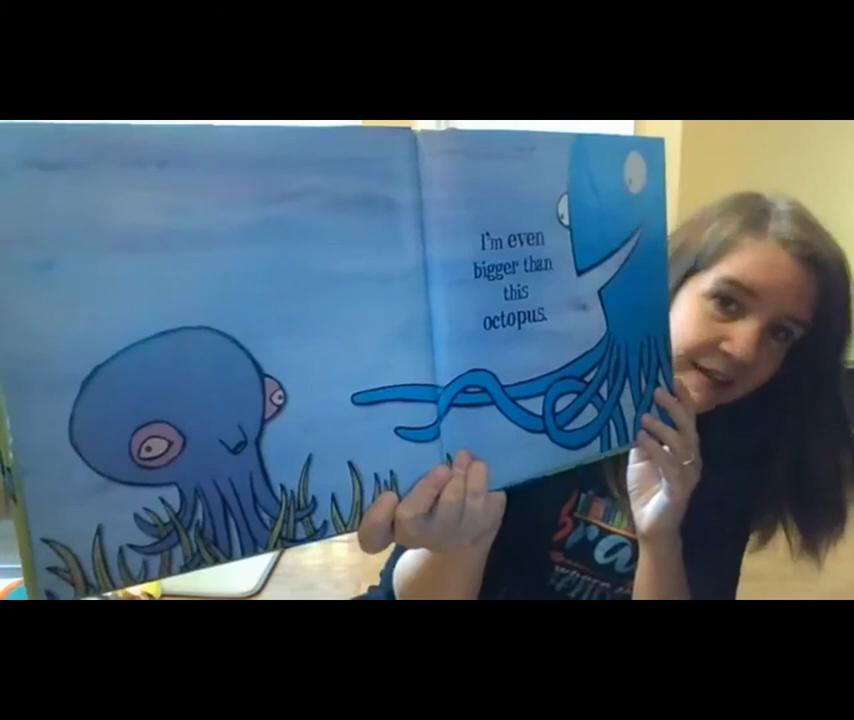 I'm even
bigger than
this
octopus.